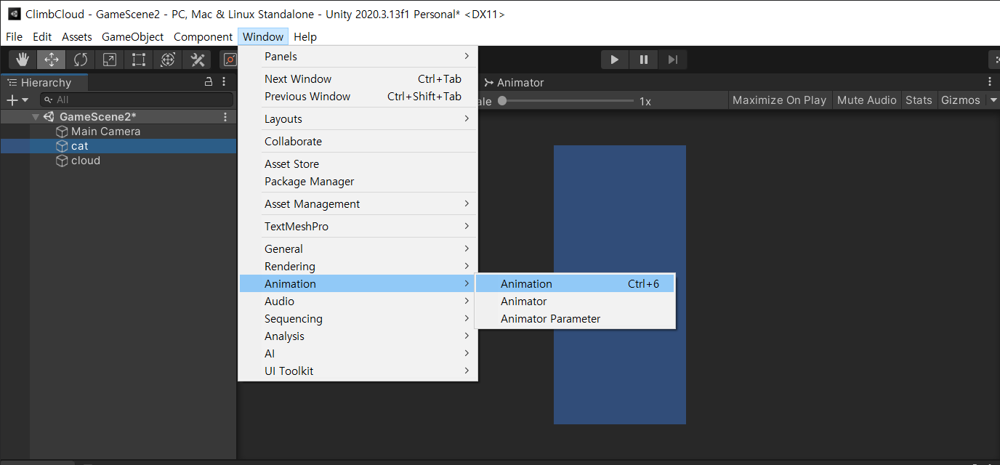 ClimbCloud - GameScene2 - PC, Mac & Linux Standalone - Unity 2020.3.13f1 Personal* <DX11>
File Edit Assets GameObject Component Window Help
Hierarchy
All
GameScene2*
Main Camera
cat
cloud
Panels
Next Window Ctrl+Tab
Previous Window Ctrl+Shift+Tab
Layouts
Collaborate
Asset Store
Package Manager
Asset Management
TextMeshPro
General
Rendering
Animation
Audio
Sequencing
Analysis
AI
UI Toolkit
Animation Ctrl+6
Animator
Animator Parameter
Animator
ale 1x Maximize On Play Mute Audio Stats Gizmos